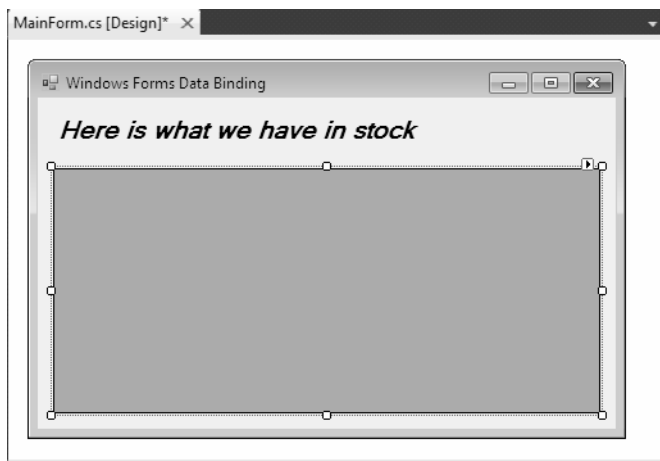 MainForm.cs [Design]*
Windows Forms Data Binding
Here is what we have in stock